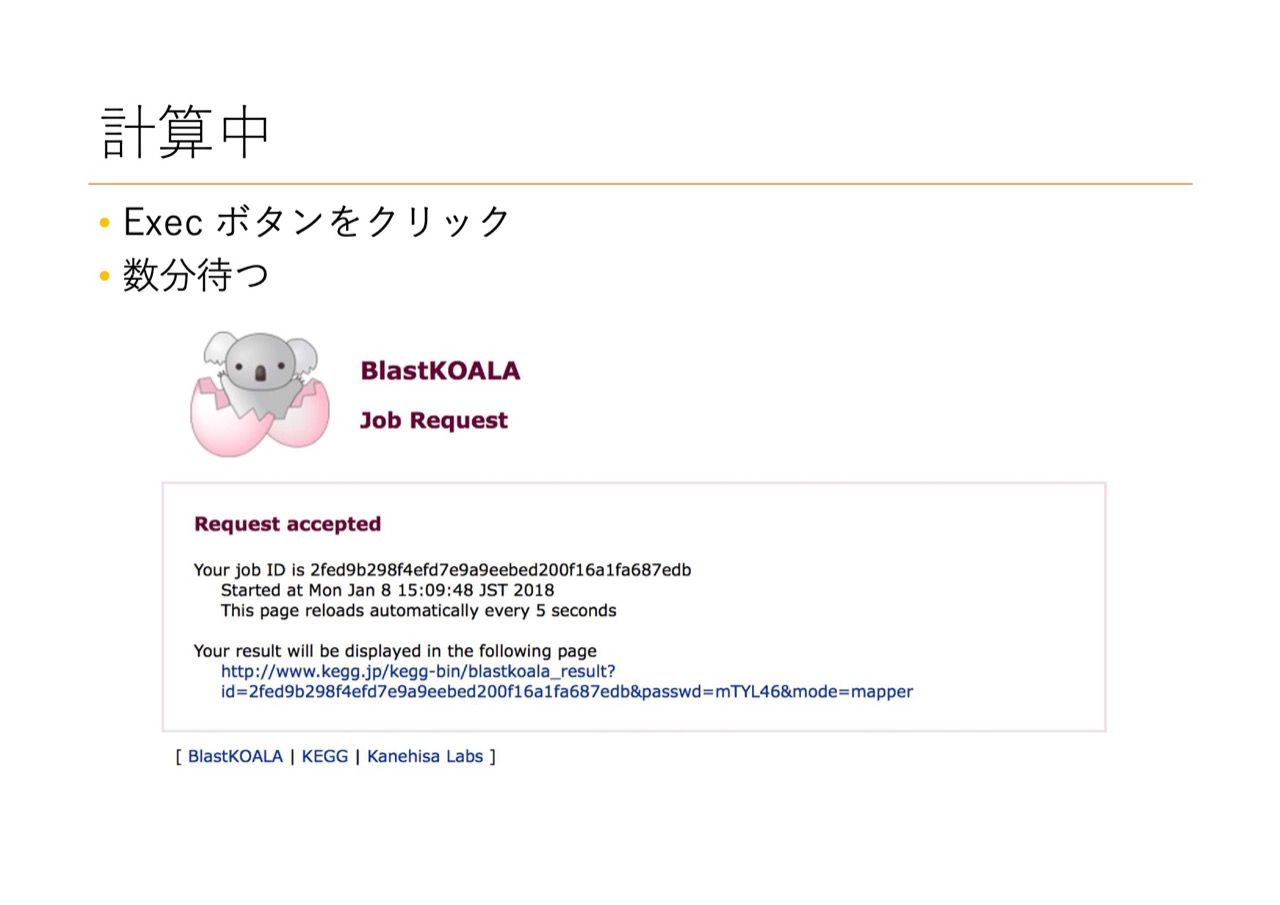 計算中
• Exec ボタンをクリック
• 数分待つ
BlastKOALA
Job Request
Request accepted
Your job ID is 2fed9b298f4efd7e9a9eebed200f16a1fa687edb
Started at Mon Jan 8 15:09:48 JST 2018
This page reloads automatically every 5 seconds
Your result will be displayed in the following page
http://www.kegg.jp/kegg-bin/blastkoala_result?
id=2fed9b298f4efd7e9a9eebed200f16a1fa687edb&passwd=mTYL46&mode=mapper
[ BlastKOALA | KEGG | Kanehisa Labs ]